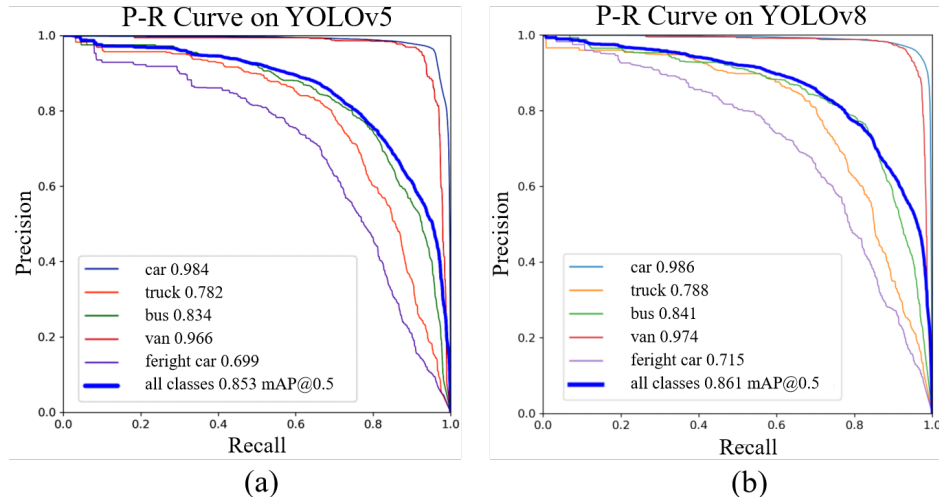 P-R Curve on YOLOv5
1.0
0.8
0.6
0.4
0.2
0.0
Precision
car 0.984
truck 0.782
bus 0.834
van 0.966
feright car 0.699
all classes 0.853 mAP@0.5
0.0 0.2 0.4 0.6 0.8 1.0
Recall
(a)
P-R Curve on YOLOv8
1.0
0.8
0.6
0.4
0.2
0.0
Precision
car 0.986
truck 0.788
bus 0.841
van 0.974
feright car 0.715
all classes 0.861 mAP@0.5
0.0 0.2 0.4 0.6 0.8 1.0
Recall
(b)